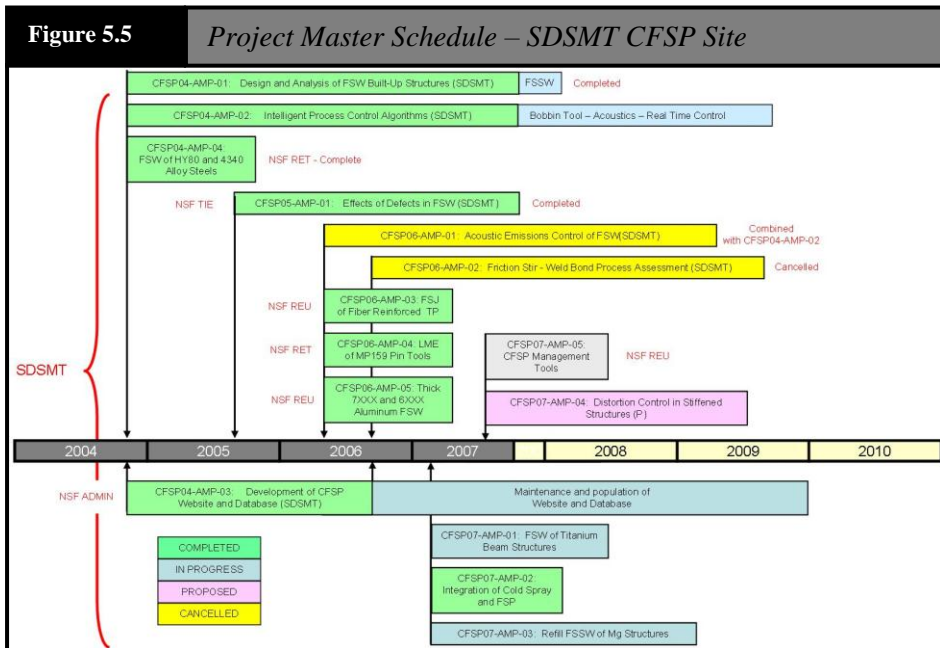 Figure 5.5
Project Master Schedule – SDSMT CFSP Site
CFSP04-AMP-01: Design and Analysis of FSW Built-Up Structures (SDSMT)
FSSW
Completed
CFSP04-AMP-02: Intelligent Process Control Algorithms (SDSMT)
Bobbin Tool – Acoustics – Real Time Control
CFSP04-AMP-04:
FSW of HY80 and 4340
Alloy Steels
NSF RET - Complete
NSF TIE
CFSP05-AMP-01: Effects of Defects in FSW (SDSMT)
Completed
CFSP06-AMP-01: Acoustic Emissions Control of FSW(SDSMT)
Combined
with CFSP04-AMP-02
CFSP06-AMP-02: Friction Stir - Weld Bond Process Assessment (SDSMT)
Cancelled
NSF REU
CFSP06-AMP-03: FSJ
of Fiber Reinforced TP
NSF RET
CFSP06-AMP-04: LME
of MP159 Pin Tools
CFSP07-AMP-05:
CFSP Management
Tools
NSF REU
SDSMT
NSF REU
CFSP06-AMP-05: Thick
7XXX and 6XXX
Aluminum FSW
CFSP07-AMP-04: Distortion Control in Stiffened
Structures (P)
2004 2005 2006 2007 2008 2009 2010
NSF ADMIN
CFSP04-AMP-03: Development of CFSP
Website and Database (SDSMT)
Maintenance and population of
Website and Database
CFSP07-AMP-01: FSW of Titanium
Beam Structures
COMPLETED
IN PROGRESS
PROPOSED
CANCELLED
CFSP07-AMP-02:
Integration of Cold Spray
and FSP
CFSP07-AMP-03: Refill FSSW of Mg Structures